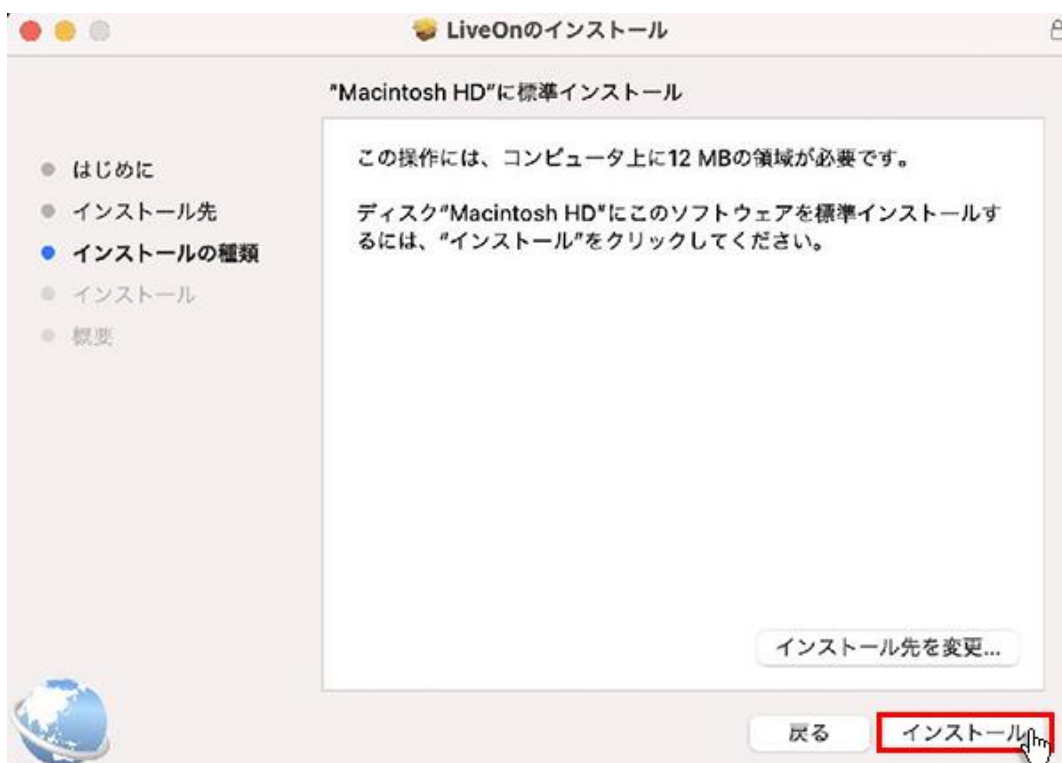 LiveOnのインストール
"Macintosh HD"に標準インストール
はじめに
インストール先
インストールの種類
インストール
概要
この操作には、コンピュータ上に12 MBの領域が必要です。
ディスク"Macintosh HD"にこのソフトウェアを標準インストールす
るには、"インストール"をクリックしてください。
インストール先を変更...
戻る
インストール